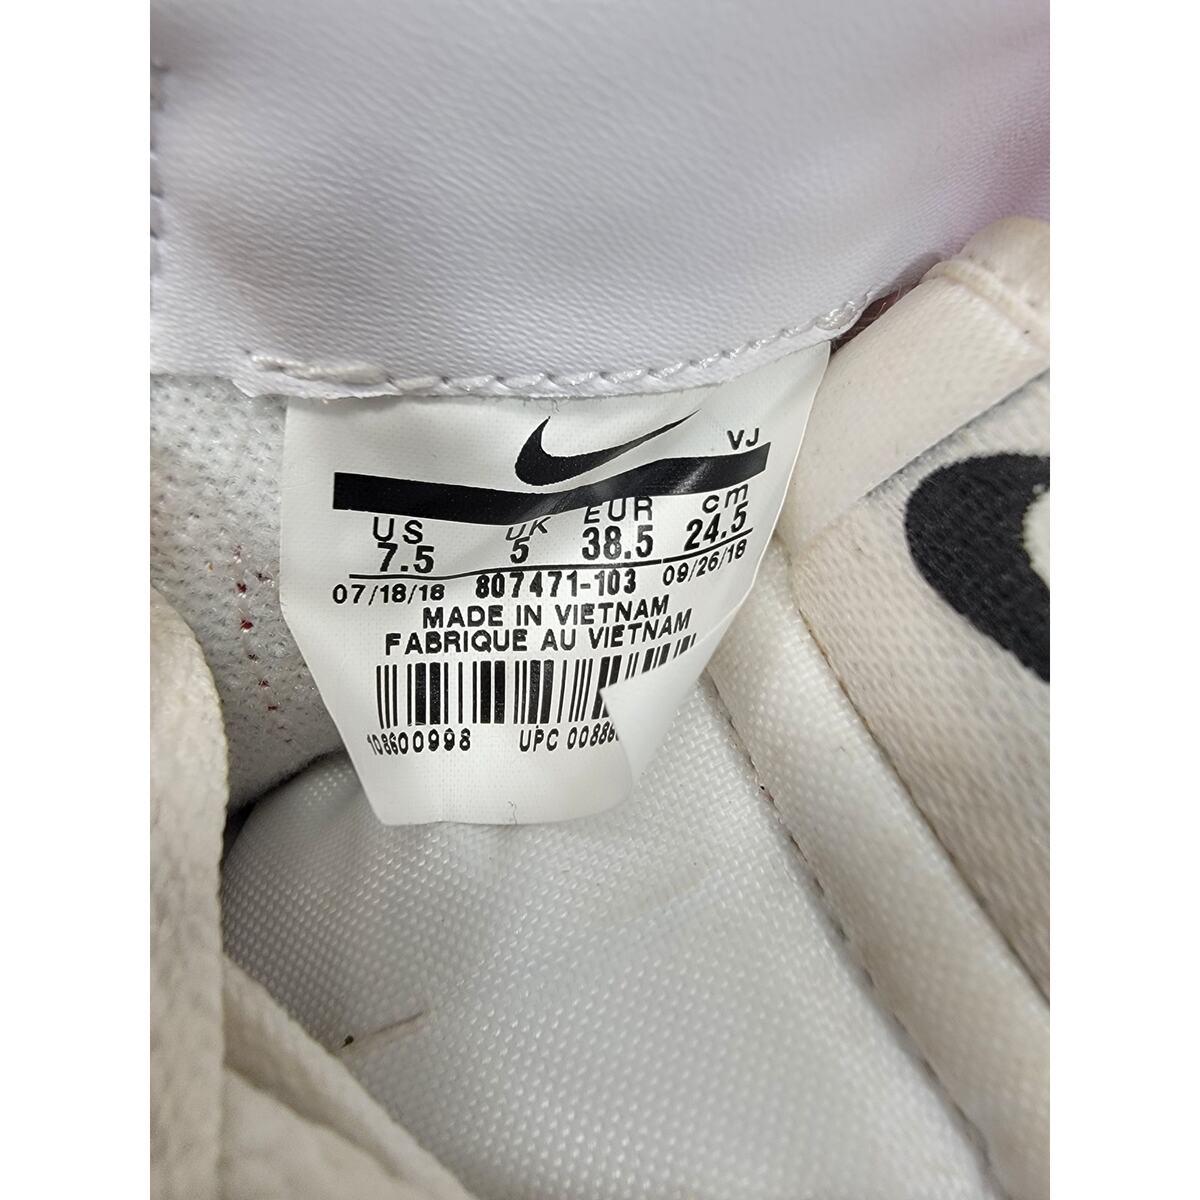 VJ
US UK EUR cm
7.5 5 38.5 24.5
07/18/18 807471-103 09/26/18
MADE IN VIETNAM
FABRIQUE AU VIETNAM
108600998 UPC 00886